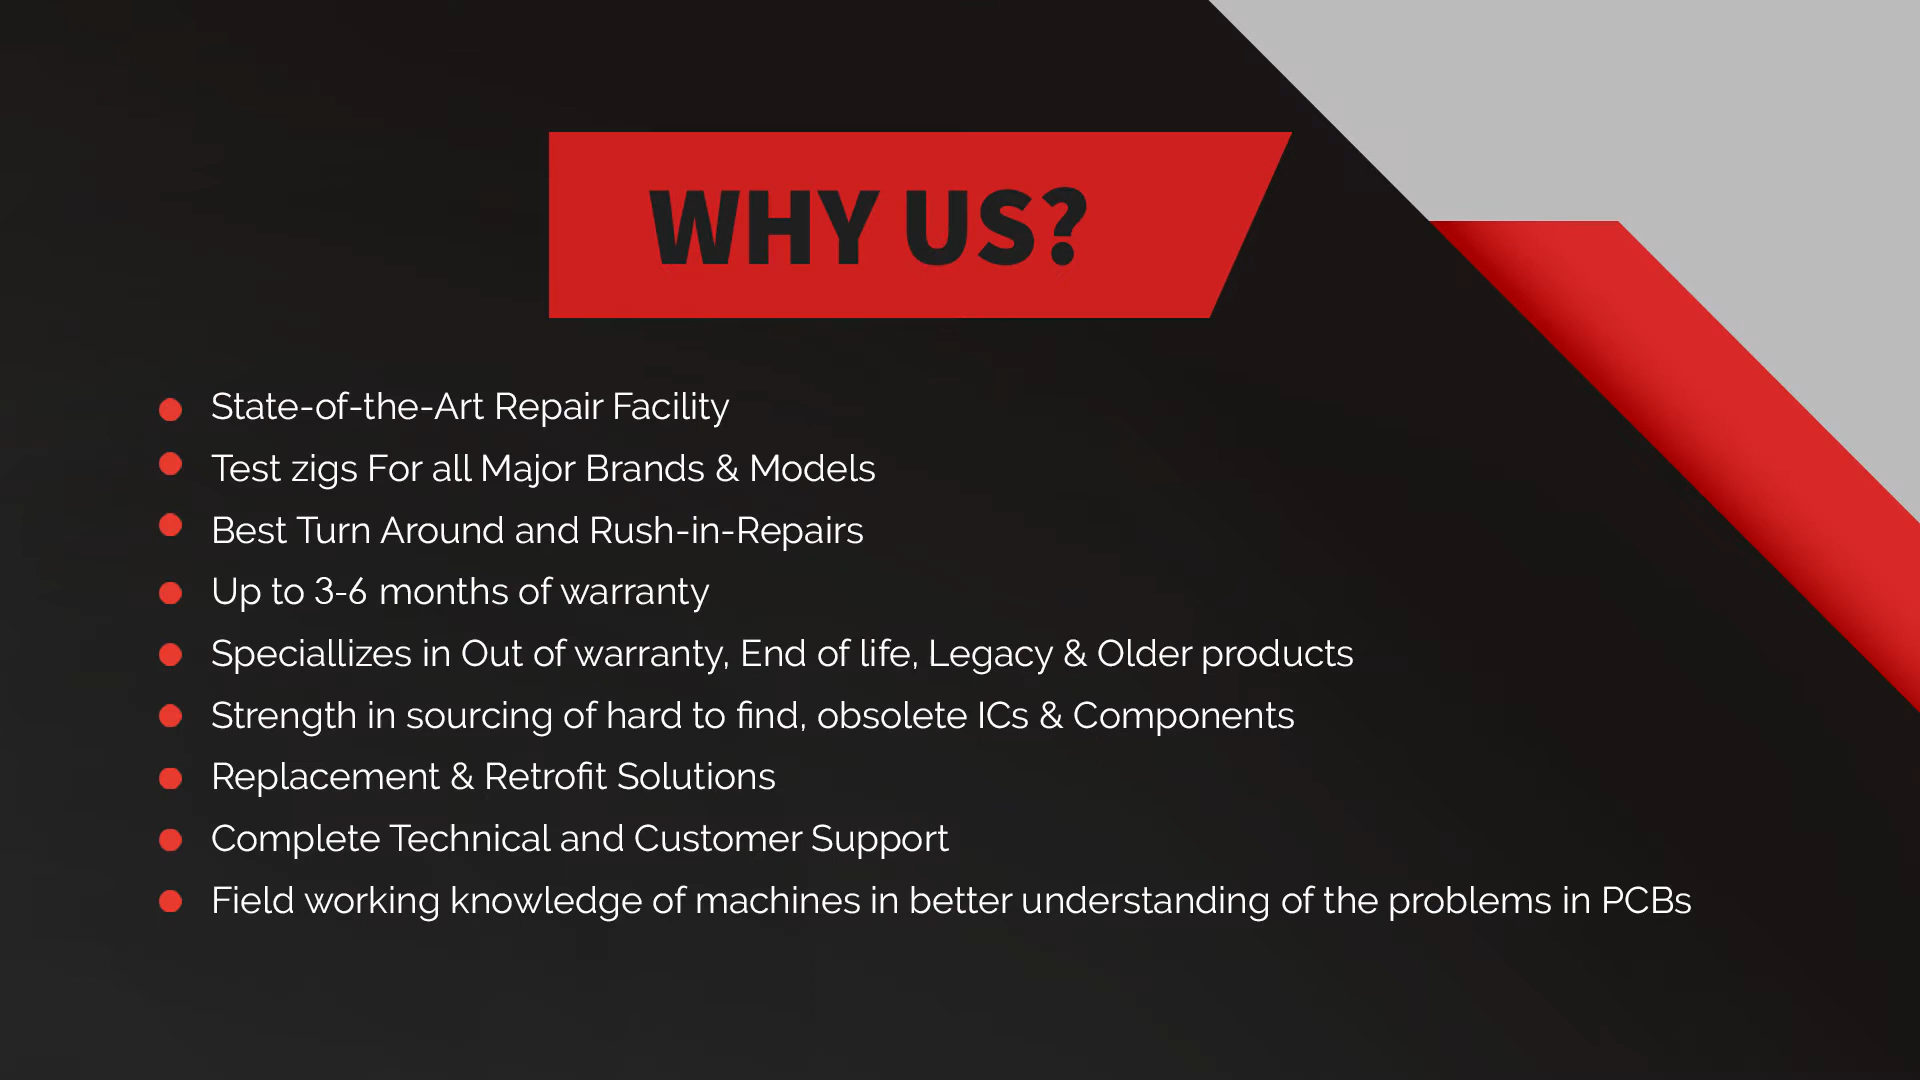 WHY US?
State-of-the-Art Repair Facility
Test zigs For all Major Brands & Models
Best Turn Around and Rush-in-Repairs
Up to 3-6 months of warranty
Speciallizes in Out of warranty, End of life, Legacy & Older products
Strength in sourcing of hard to find, obsolete ICs & Components
Replacement & Retrofit Solutions
Complete Technical and Customer Support
Field working knowledge of machines in better understanding of the problems in PCBs